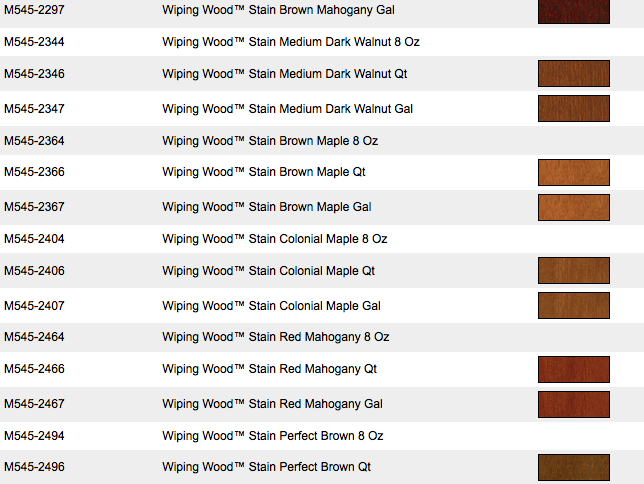 M545-2297 Wiping Wood™ Stain Brown Mahogany Gal
M545-2344 Wiping Wood™ Stain Medium Dark Walnut 8 Oz
M545-2346 Wiping Wood™ Stain Medium Dark Walnut Qt
M545-2347 Wiping Wood™ Stain Medium Dark Walnut Gal
M545-2364 Wiping Wood™ Stain Brown Maple 8 Oz
M545-2366 Wiping Wood™ Stain Brown Maple Qt
M545-2367 Wiping Wood™ Stain Brown Maple Gal
M545-2404 Wiping Wood™ Stain Colonial Maple 8 Oz
M545-2406 Wiping Wood™ Stain Colonial Maple Qt
M545-2407 Wiping Wood™ Stain Colonial Maple Gal
M545-2464 Wiping Wood™ Stain Red Mahogany 8 Oz
M545-2466 Wiping Wood™ Stain Red Mahogany Qt
M545-2467 Wiping Wood™ Stain Red Mahogany Gal
M545-2494 Wiping Wood™ Stain Perfect Brown 8 Oz
M545-2496 Wiping Wood™ Stain Perfect Brown Qt